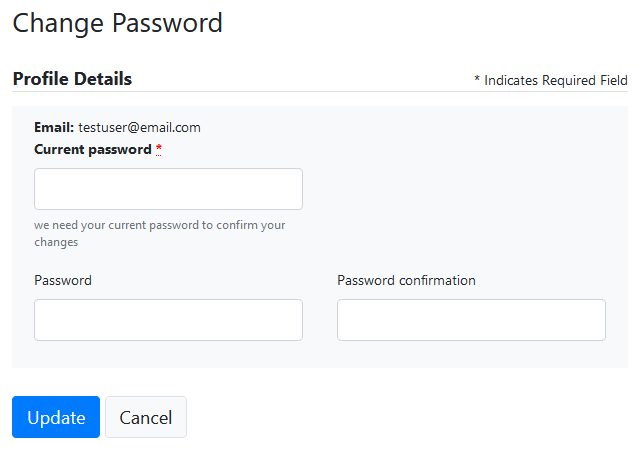 Change Password
Profile Details
* Indicates Required Field
Email: testuser@email.com
Current password *
we need your current password to confirm your
changes
Password
Password confirmation
Update
Cancel